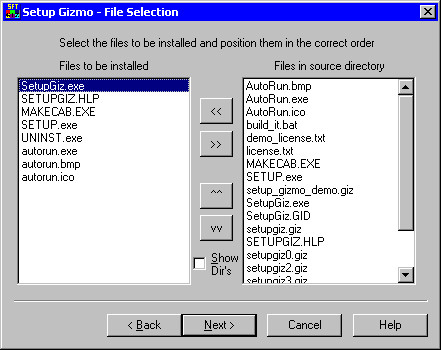 Setup Gizmo - File Selection
Select the files to be installed and position them in the correct order
Files to be installed
SetupGiz.exe
SETUPGIZ.HLP
MAKECAB.EXE
SETUP.exe
UNINST.exe
autorun.exe
autorun.bmp
autorun.ico
<<
>>
^^
vv
Show
Dir's
Files in source directory
AutoRun.bmp
AutoRun.exe
AutoRun.ico
build_it.bat
demo_license.txt
license.txt
MAKECAB.EXE
SETUP.exe
setup_gizmo_demo.giz
SetupGiz.exe
SetupGiz.GID
setupgiz.giz
SETUPGIZ.HLP
setupgiz0.giz
setupgiz2.giz
setupgiz3.giz
< Back
Next >
Cancel
Help